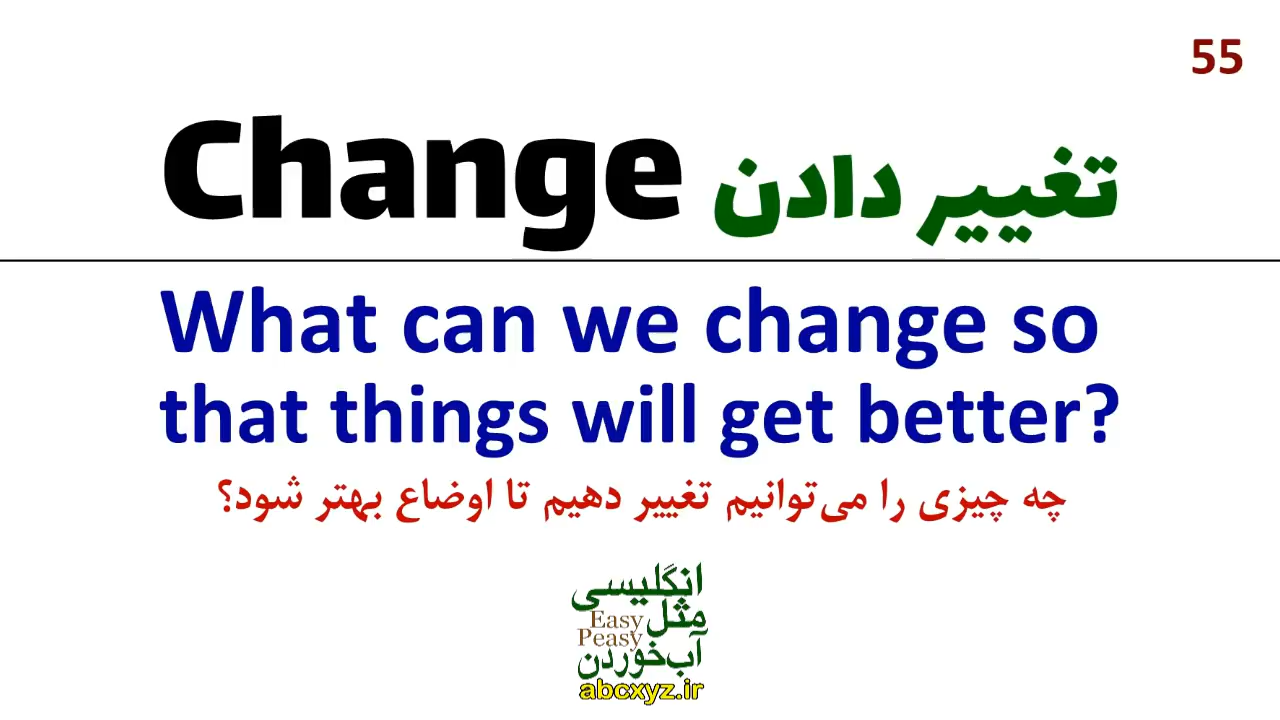 55
Change تغییر دادن
What can we change so
that things will get better?
چه چیزی را می‌توانیم تغییر دهیم تا اوضاع بهتر شود؟
انگلیسی
مثل
Easy
Peasy
آب‌خوردن
abcxyz.ir